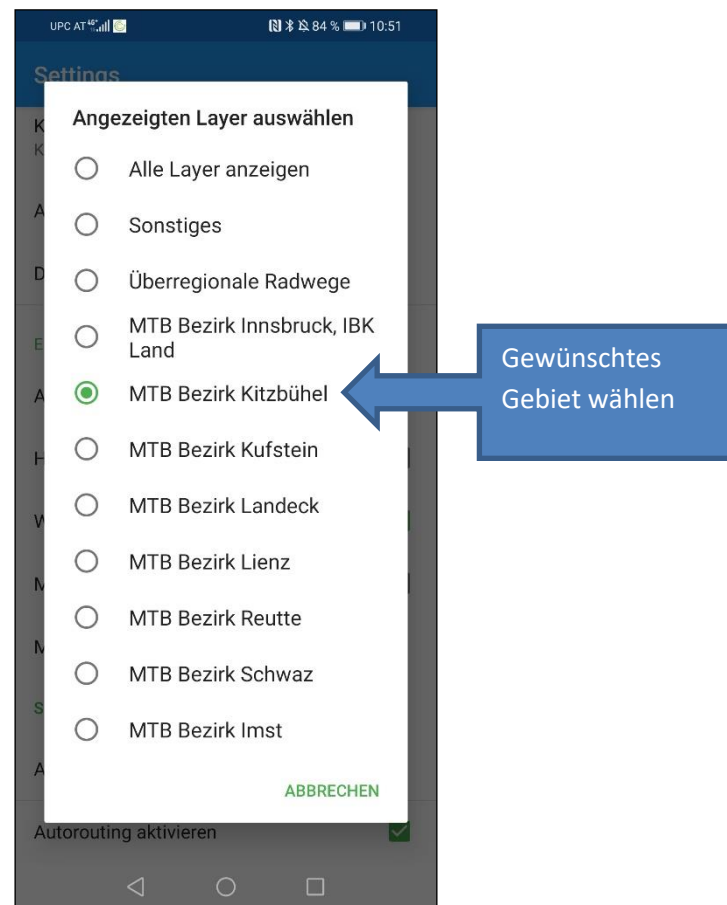 UPC AT 84 % 10:51
Settings
Angezeigten Layer auswählen
K
K
Alle Layer anzeigen
A
Sonstiges
D
Überregionale Radwege
E
MTB Bezirk Innsbruck, IBK
Land
Gewünschtes
A
MTB Bezirk Kitzbühel
Gebiet wählen
H
MTB Bezirk Kufstein
W
MTB Bezirk Landeck
MTB Bezirk Lienz
M
MTB Bezirk Reutte
M
MTB Bezirk Schwaz
S
MTB Bezirk Imst
A
ABBRECHEN
Autorouting aktivieren